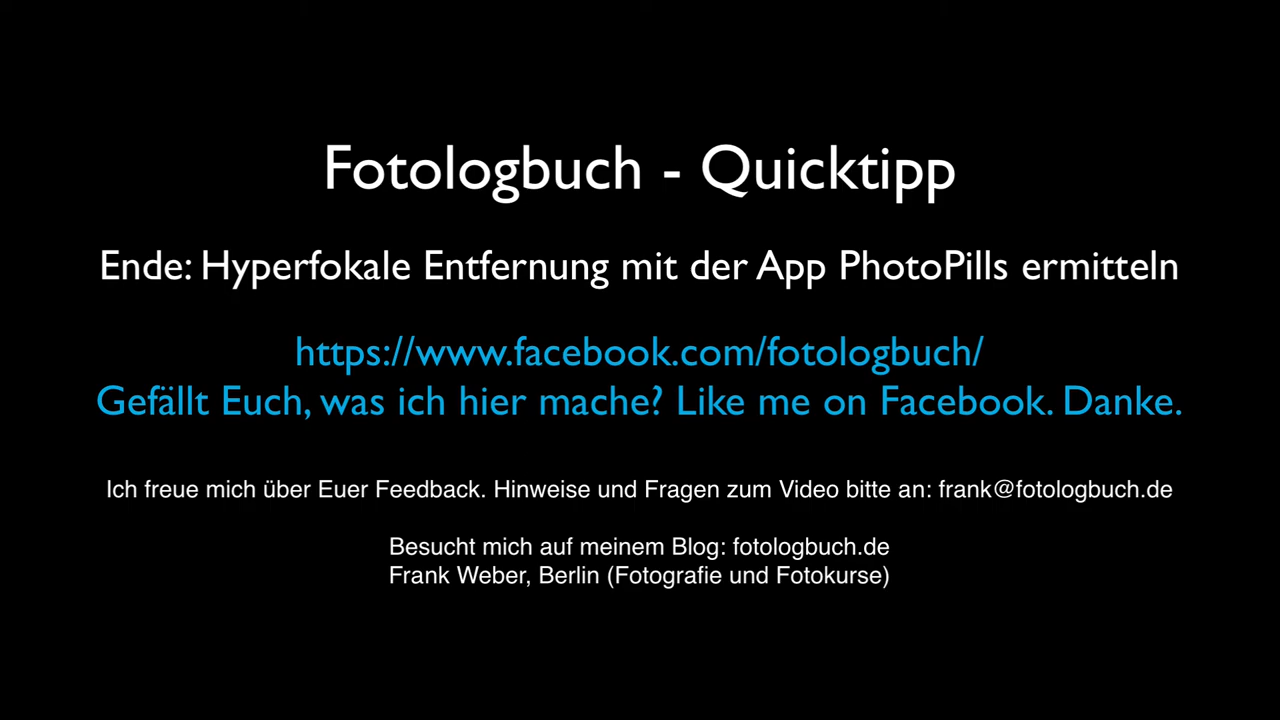 Fotologbuch - Quicktipp
Ende: Hyperfokale Entfernung mit der App PhotoPills ermitteln
https://www.facebook.com/fotologbuch/
Gefällt Euch, was ich hier mache? Like me on Facebook. Danke.
Ich freue mich über Euer Feedback. Hinweise und Fragen zum Video bitte an: frank@fotologbuch.de
Besucht mich auf meinem Blog: fotologbuch.de
Frank Weber, Berlin (Fotografie und Fotokurse)